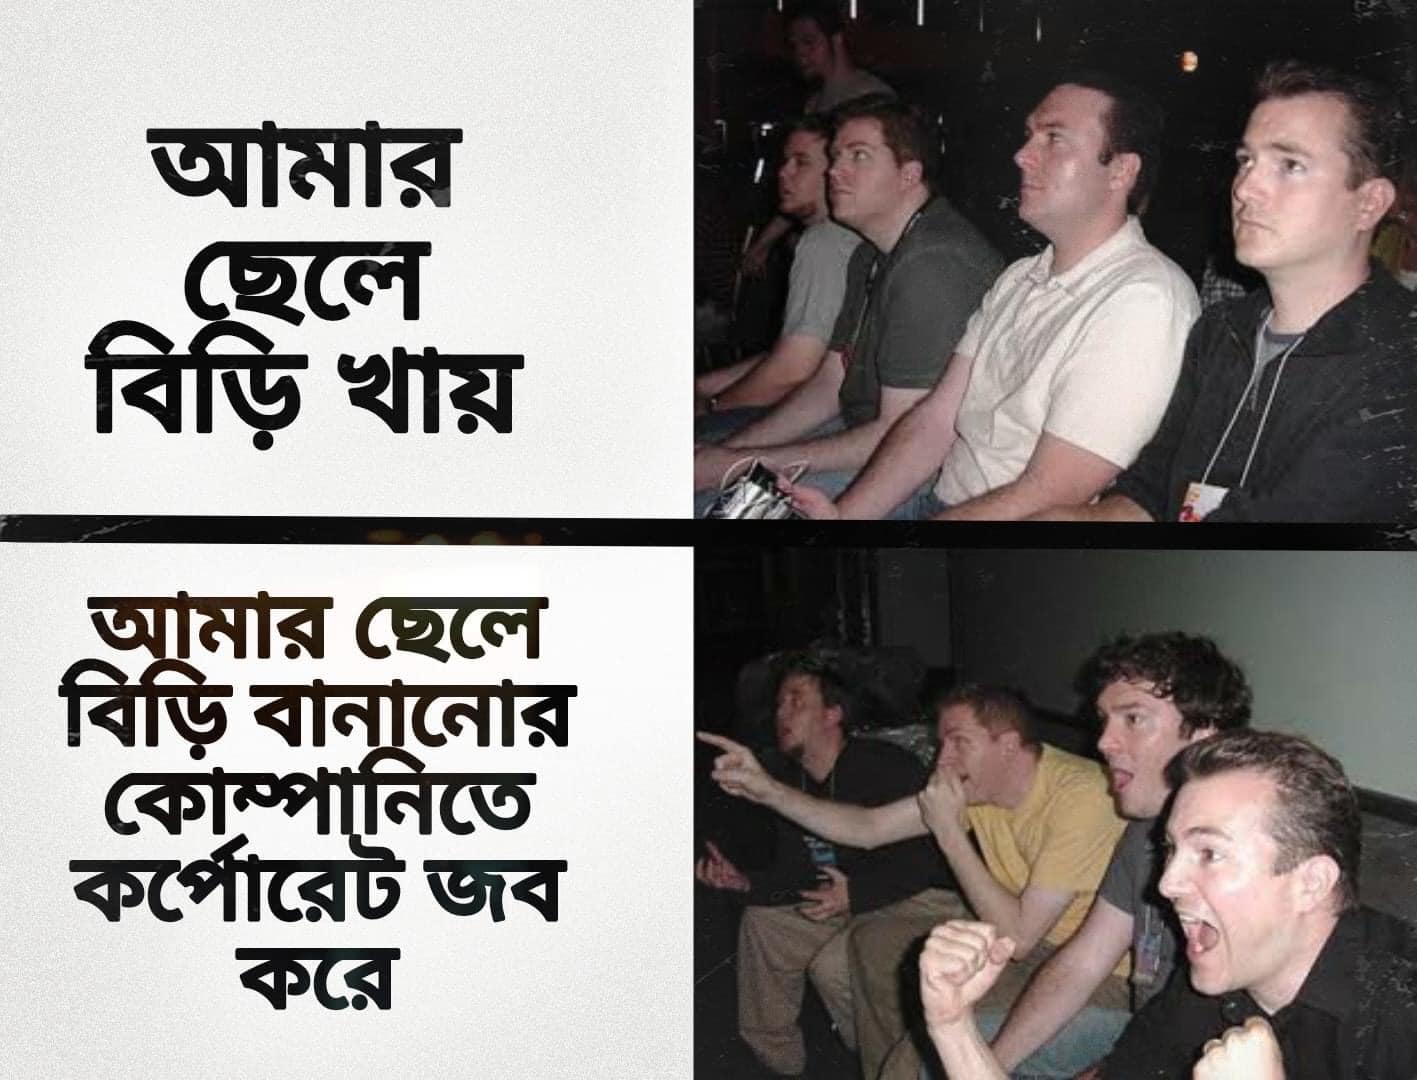 আমার
ছেলে
বিড়ি খায়
আমার ছেলে
বিড়ি বানানোর
কোম্পানিতে
কর্পোরেট জব
করে